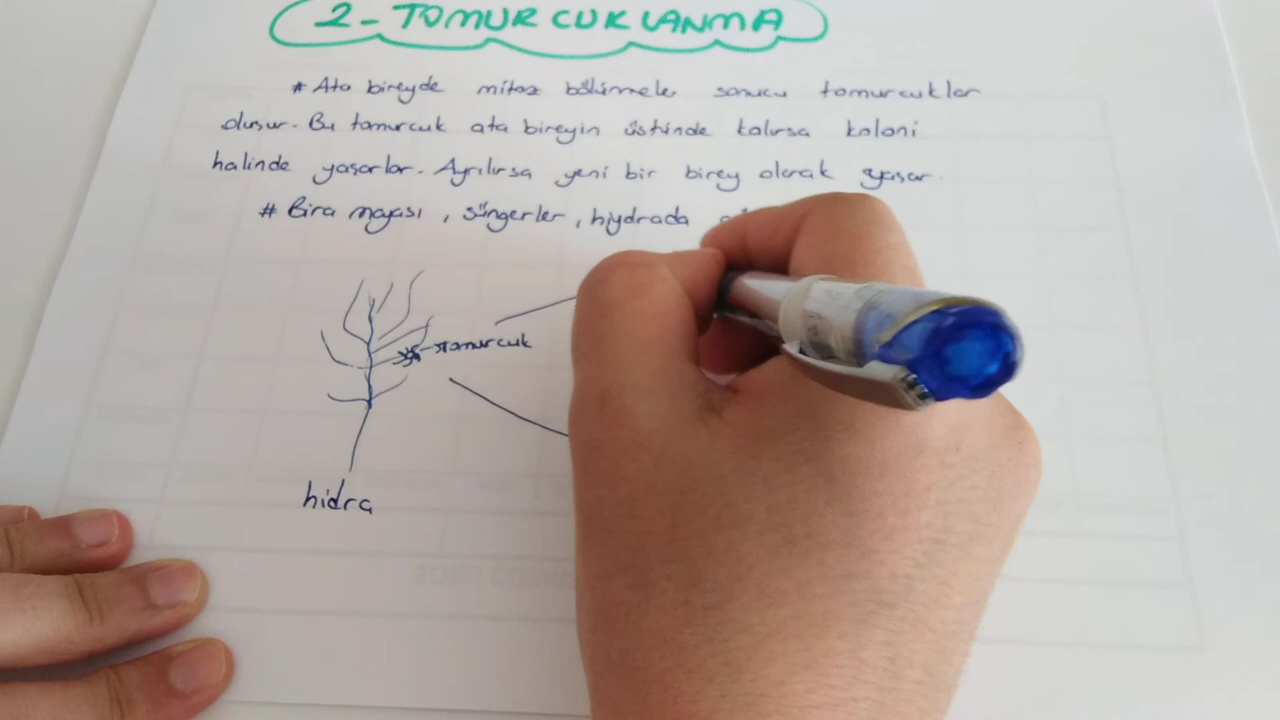 2- TOMURCUKLANMA
* Ata bireyde mitoz bölünmeler sonucu tomurcuklar
oluşur. Bu tomurcuk ata bireyin üstünde kalırsa koloni
halinde yaşarlar. Ayrılırsa yeni bir birey olarak yaşar.
# Bira mayası, süngerler, hiydrada
tomurcuk
hidra